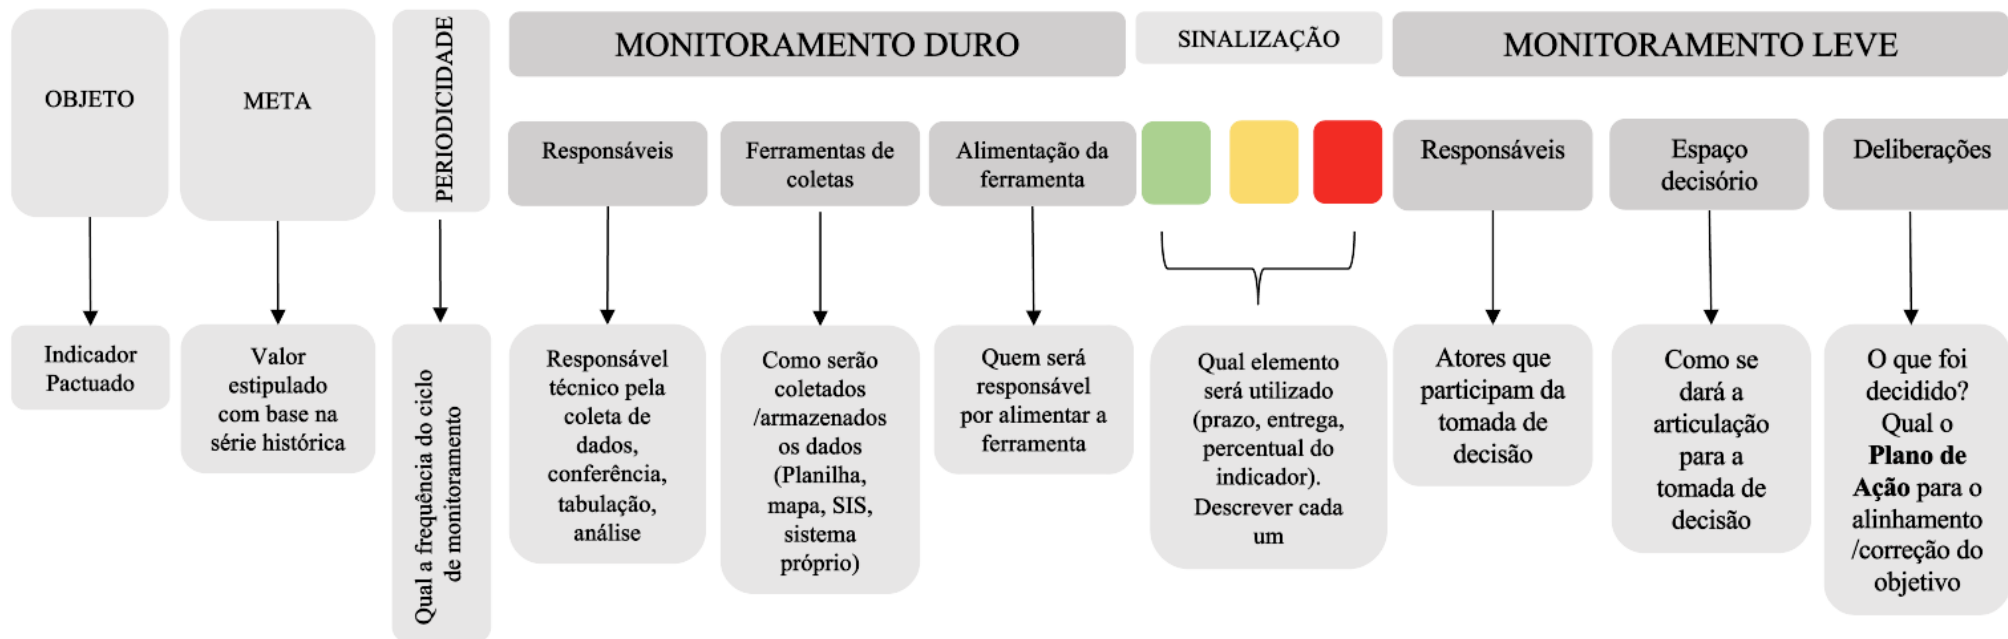 OBJETO
META
PERIODICIDADE
MONITORAMENTO DURO
SINALIZAÇÃO
MONITORAMENTO LEVE
Responsáveis
Ferramentas de
coletas
Alimentação da
ferramenta
Responsáveis
Espaço
decisório
Deliberações
Indicador
Pactuado
Valor
estipulado
com base na
série histórica
Qual a frequência do ciclo
de monitoramento
Responsável
técnico pela
coleta de
dados,
conferência,
tabulação,
análise
Como serão
coletados
/armazenados
os dados
(Planilha,
mapa, SIS,
sistema
próprio)
Quem será
responsável
por alimentar a
ferramenta
Qual elemento
será utilizado
(prazo, entrega,
percentual do
indicador).
Descrever cada
um
Atores que
participam da
tomada de
decisão
Como se
dará a
articulação
para a
tomada de
decisão
O que foi
decidido?
Qual o
Plano de
Ação para o
alinhamento
/correção do
objetivo